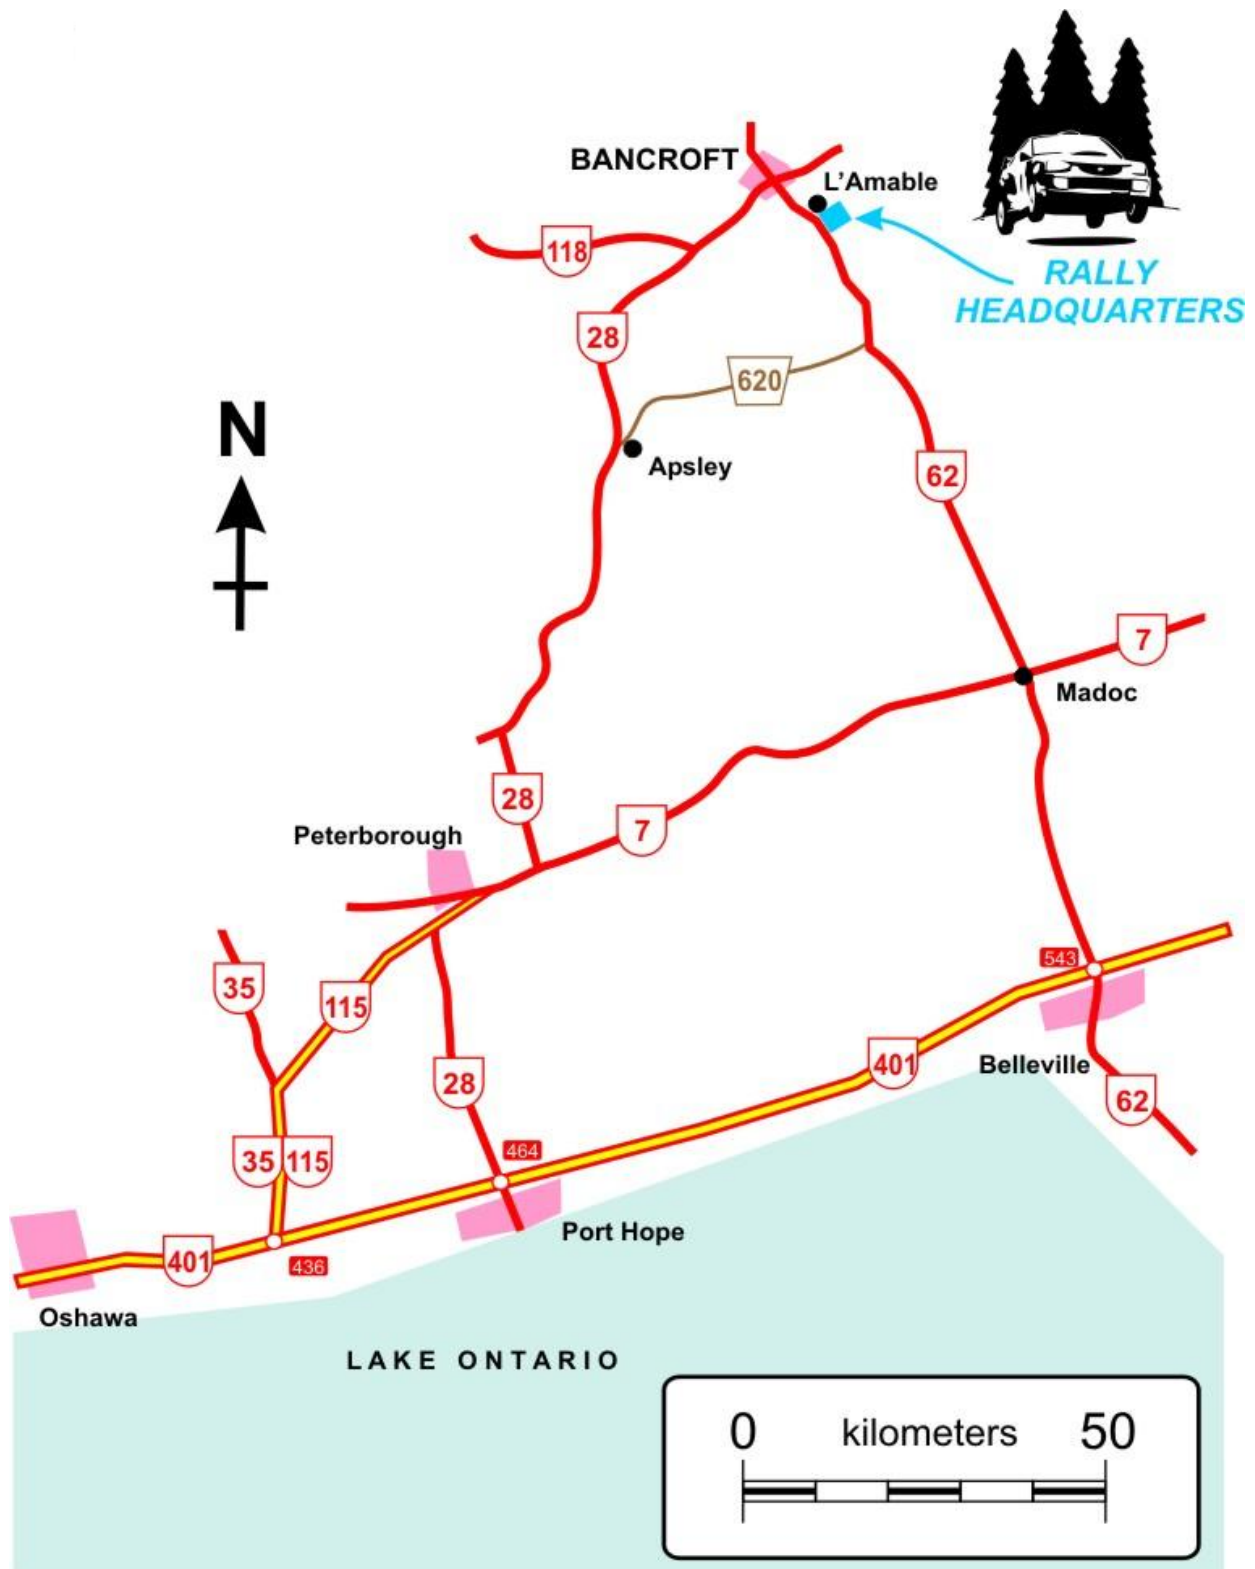 BANCROFT
L'Amable
118
RALLY
HEADQUARTERS
28
620
N
Apsley
62
7
Madoc
28
7
Peterborough
543
35
115
401
28
Belleville
62
464
35 115
Port Hope
401
436
Oshawa
LAKE ONTARIO
0 kilometers 50